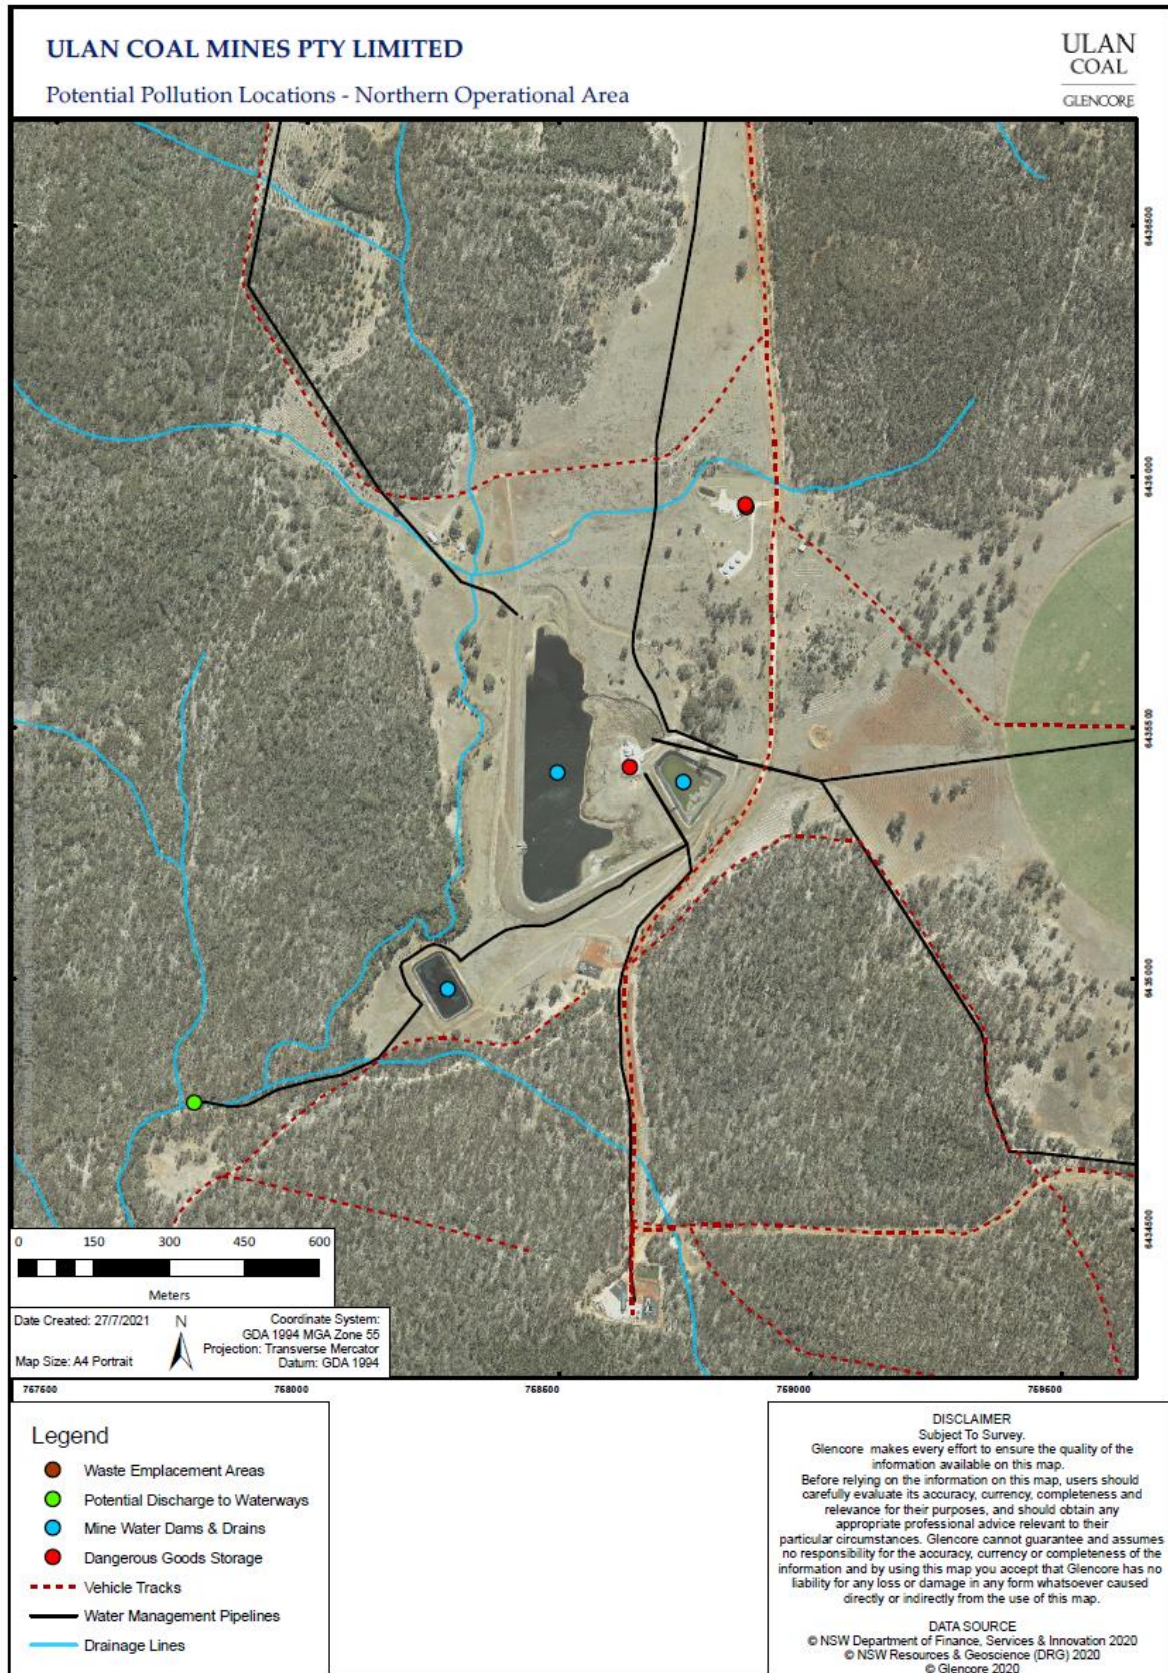 ULAN COAL MINES PTY LIMITED
Potential Pollution Locations - Northern Operational Area
ULAN
COAL
GLENCORE
6436500
6436000
6435500
6435000
6434500
0 150 300 450 600
Meters
Date Created: 27/7/2021
Map Size: A4 Portrait
N
Coordinate System:
GDA 1994 MGA Zone 55
Projection: Transverse Mercator
Datum: GDA 1994
767500 768000 768500 769000 769500
Legend
Waste Emplacement Areas
Potential Discharge to Waterways
Mine Water Dams & Drains
Dangerous Goods Storage
Vehicle Tracks
Water Management Pipelines
Drainage Lines
DISCLAIMER
Subject To Survey.
Glencore makes every effort to ensure the quality of the
information available on this map.
Before relying on the information on this map, users should
carefully evaluate its accuracy, currency, completeness and
relevance for their purposes, and should obtain any
appropriate professional advice relevant to their
particular circumstances. Glencore cannot guarantee and assumes
no responsibility for the accuracy, currency or completeness of the
information and by using this map you accept that Glencore has no
liability for any loss or damage in any form whatsoever caused
directly or indirectly from the use of this map.
DATA SOURCE
© NSW Department of Finance, Services & Innovation 2020
© NSW Resources & Geoscience (DRG) 2020
© Glencore 2020